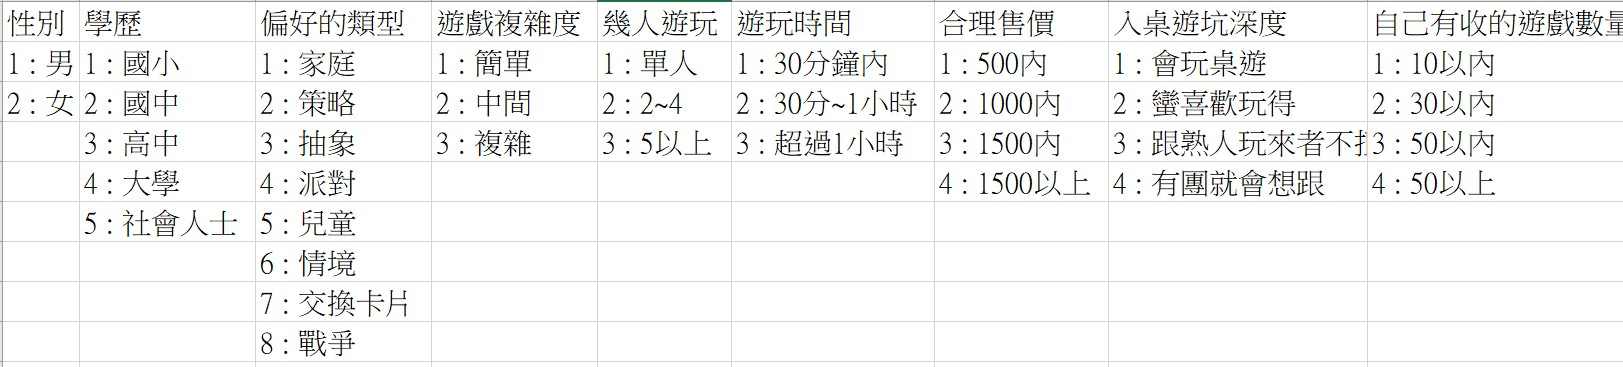 性別 學歷 偏好的類型 遊戲複雜度 幾人遊玩 遊玩時間 合理售價 入桌遊坑深度 自己有收的遊戲數量
1 : 男 1 : 國小 1 : 家庭 1 : 簡單 1 : 單人 1 : 30分鐘內 1 : 500內 1 : 會玩桌遊 1 : 10以內
2 : 女 2 : 國中 2 : 策略 2 : 中間 2 : 2~4 2 : 30分~1小時 2 : 1000內 2 : 蠻喜歡玩得 2 : 30以內
3 : 高中 3 : 抽象 3 : 複雜 3 : 5以上 3 : 超過1小時 3 : 1500內 3 : 跟熟人玩來者不 3 : 50以內
4 : 大學 4 : 派對 4 : 1500以上 4 : 有團就會想跟 4 : 50以上
5 : 社會人士 5 : 兒童
6 : 情境
7 : 交換卡片
8 : 戰爭